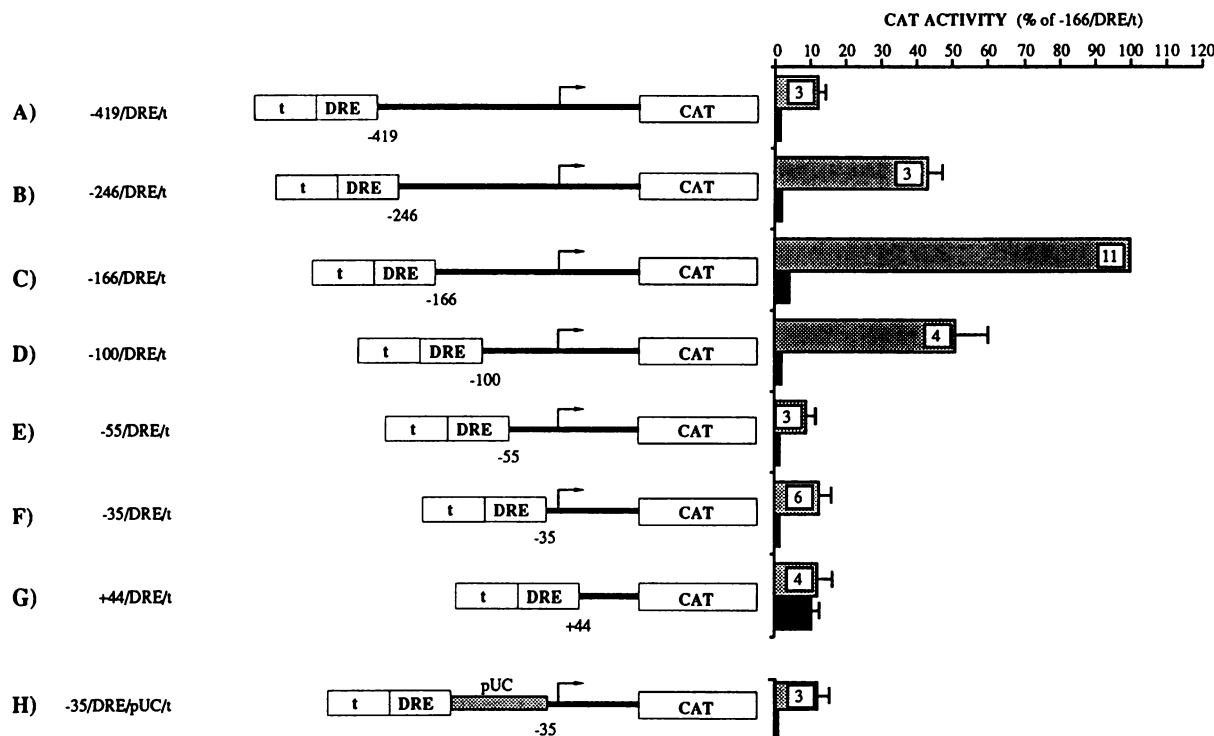 CAT ACTIVITY (% of -166/DRE/t)
0 10 20 30 40 50 60 70 80 90 100 110 120
A) -419/DRE/t t DRE CAT 3
-419
B) -246/DRE/t t DRE CAT 3
-246
C) -166/DRE/t t DRE CAT 11
-166
D) -100/DRE/t t DRE CAT 4
-100
E) -55/DRE/t t DRE CAT 3
-55
F) -35/DRE/t t DRE CAT 6
-35
G) +44/DRE/t t DRE CAT 4
+44
pUC
H) -35/DRE/pUC/t t DRE CAT 3
-35